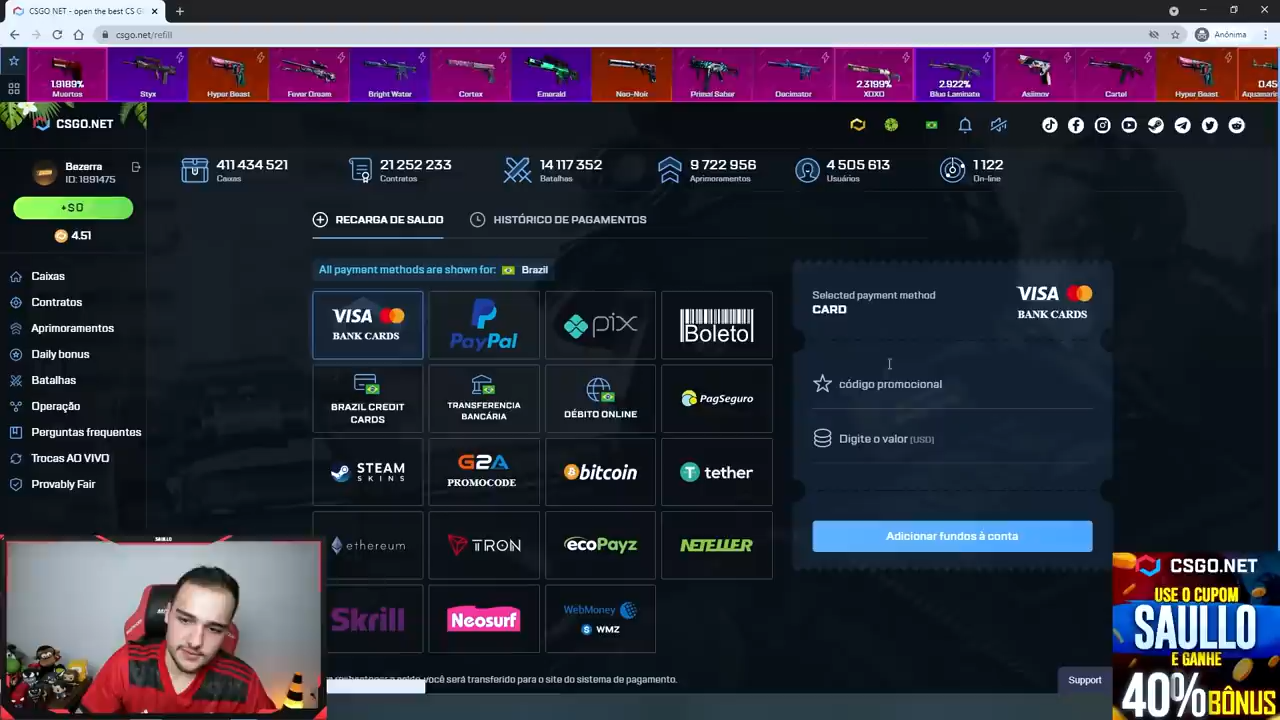 CSGO.NET - open the best CS G
csgo.net/refill
Anónima
1.9189%
Muertos
Styx
Hyper Beast
Fever Dream
Bright Water
Cortex
Emerald
Neo-Noir
Primal Saber
Decimator
2.3199%
XOXO
2.922%
Blue Laminate
Asiimov
Cartel
Hyper Beast
0.45
Aquamarin
CSGO.NET
Bezerra
ID:1891475
+$0
4.51
411 434 521
Caixas
21 252 233
Contratos
14 117 352
Batalhas
9 722 956
Aprimoramentos
4 505 613
Usuários
1 122
On-line
Caixas
Contratos
Aprimoramentos
Daily bonus
Batalhas
Operação
Perguntas frequentes
Trocas AO VIVO
Provably Fair
RECARGA DE SALDO
HISTÓRICO DE PAGAMENTOS
All payment methods are shown for: Brazil
VISA
BANK CARDS
PayPal
pix
Boleto
BRAZIL CREDIT
CARDS
TRANSFERENCIA
BANCÁRIA
DÉBITO ONLINE
PagSeguro
STEAM
SKINS
G2A
PROMOCODE
bitcoin
tether
ethereum
TRON
ecoPayz
NETELLER
Skrill
Neosurf
WebMoney
WMZ
Selected payment method
CARD
VISA
BANK CARDS
código promocional
Digite o valor (USD)
Adicionar fundos à conta
você será transferido para o site do sistema de pagamento.
Support
SAULLO
CSGO.NET
USE O CUPOM
SAULLO
E GANHE
40% BÔNUS